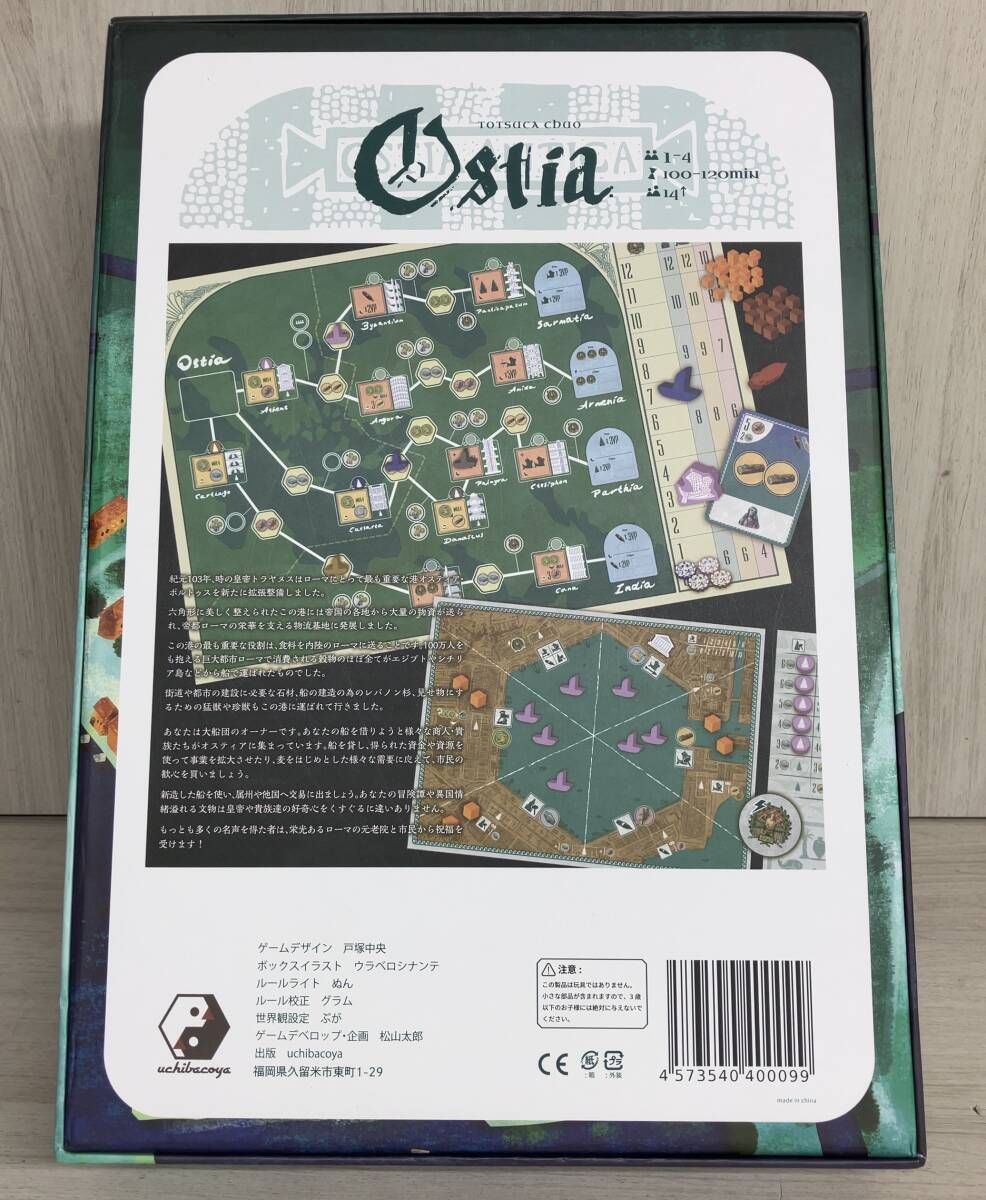 TOTSUCA CHUO
Ostia
1-4
100-120min
14↑
Ostia
Athens
Byzantion
Panticapaeum
Sarmatia
Angora
Armenia
Cartiago
Caesarea
Palmyra
Ctesiphon
Parthia
Damascus
Cana
India
12
11
10
9
8
7
6
5
4
3
2
1
紀元103年、時の皇帝トラヤヌスはローマにとって最も重要な港オスティア、
ポルトゥスを新たに拡張整備しました。
六角形に美しく整えられたこの港には帝国の各地から大量の物資が送ら
れ、帝都ローマの栄華を支える物流基地に発展しました。
この港の最も重要な役割は、食料を内陸のローマに送ることです。100万人を
も抱える巨大都市ローマで消費される穀物のほぼ全てがエジプトやシチリ
ア島などから船で運ばれたものでした。
街道や都市の建設に必要な石材、船の建造の為のレバノン杉、見せ物にす
るための猛獣や珍獣もこの港に運ばれて行きました。
あなたは大船団のオーナーです。あなたの船を借りようと様々な商人・貴
族たちがオスティアに集まっています。船を貸し、得られた資金や資源を
使って事業を拡大させたり、麦をはじめとした様々な需要に応えて、市民の
歓心を買いましょう。
新造した船を使い、属州や他国へ交易に出ましょう。あなたの冒険譚や異国情
緒溢れる文物は皇帝や貴族達の好奇心をくすぐるに違いありません。
もっとも多くの名声を得た者は、栄光あるローマの元老院と市民から祝福を
受けます！
ゲームデザイン　戸塚中央
ボックスイラスト　ウラベロシナンテ
ルールライト　ぬん
ルール校正　グラム
世界観設定　ぶが
ゲームデベロップ・企画　松山太郎
出版　uchibacoya
福岡県久留米市東町1-29
uchibacoya
注意：
この製品は玩具ではありません。
小さな部品が含まれますので、3歳
以下のお子様には絶対に与えないで
ください。
CE
紙
：箱
プラ
：外装
4 573540 400099
made in china